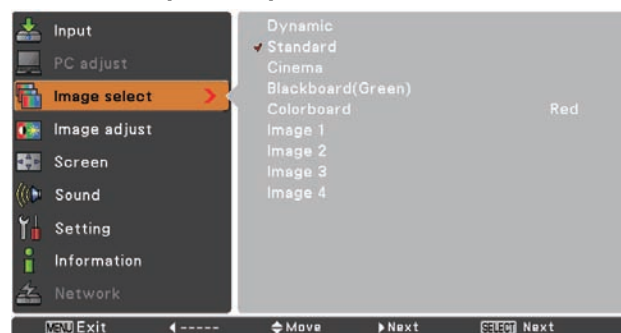 Input
PC adjust
Image select
Image adjust
Screen
Sound
Setting
Information
Network
Dynamic
Standard
Cinema
Blackboard(Green)
Colorboard Red
Image 1
Image 2
Image 3
Image 4
MENU Exit ◀ ----- Move ▶Next SELECT Next